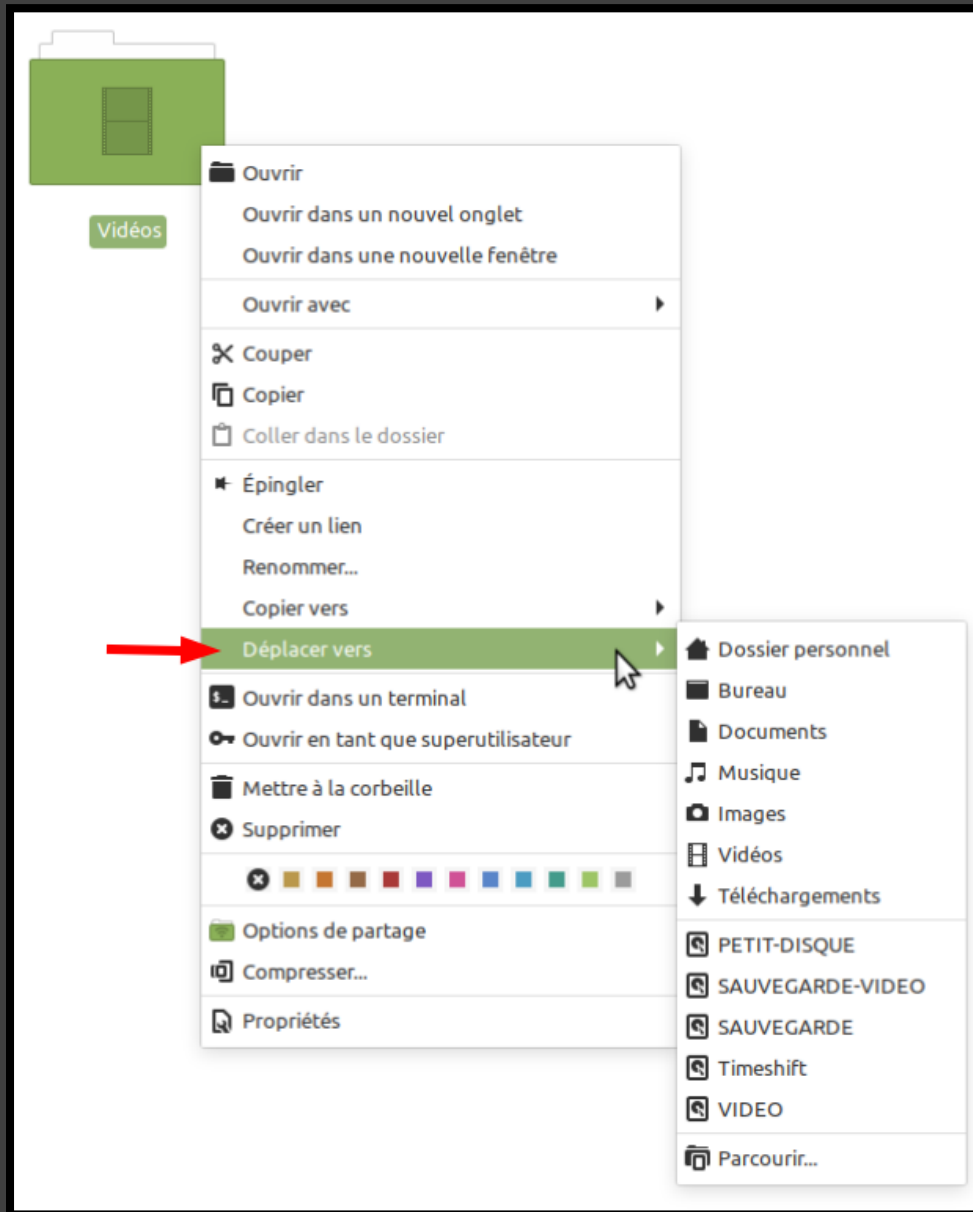 Vidéos
Ouvrir
Ouvrir dans un nouvel onglet
Ouvrir dans une nouvelle fenêtre
Ouvrir avec
Couper
Copier
Coller dans le dossier
Épingler
Créer un lien
Renommer...
Copier vers
Déplacer vers
$_ Ouvrir dans un terminal
Ouvrir en tant que superutilisateur
Mettre à la corbeille
Supprimer
Options de partage
Compresser...
Propriétés
Dossier personnel
Bureau
Documents
Musique
Images
Vidéos
Téléchargements
PETIT-DISQUE
SAUVEGARDE-VIDEO
SAUVEGARDE
Timeshift
VIDEO
Parcourir...